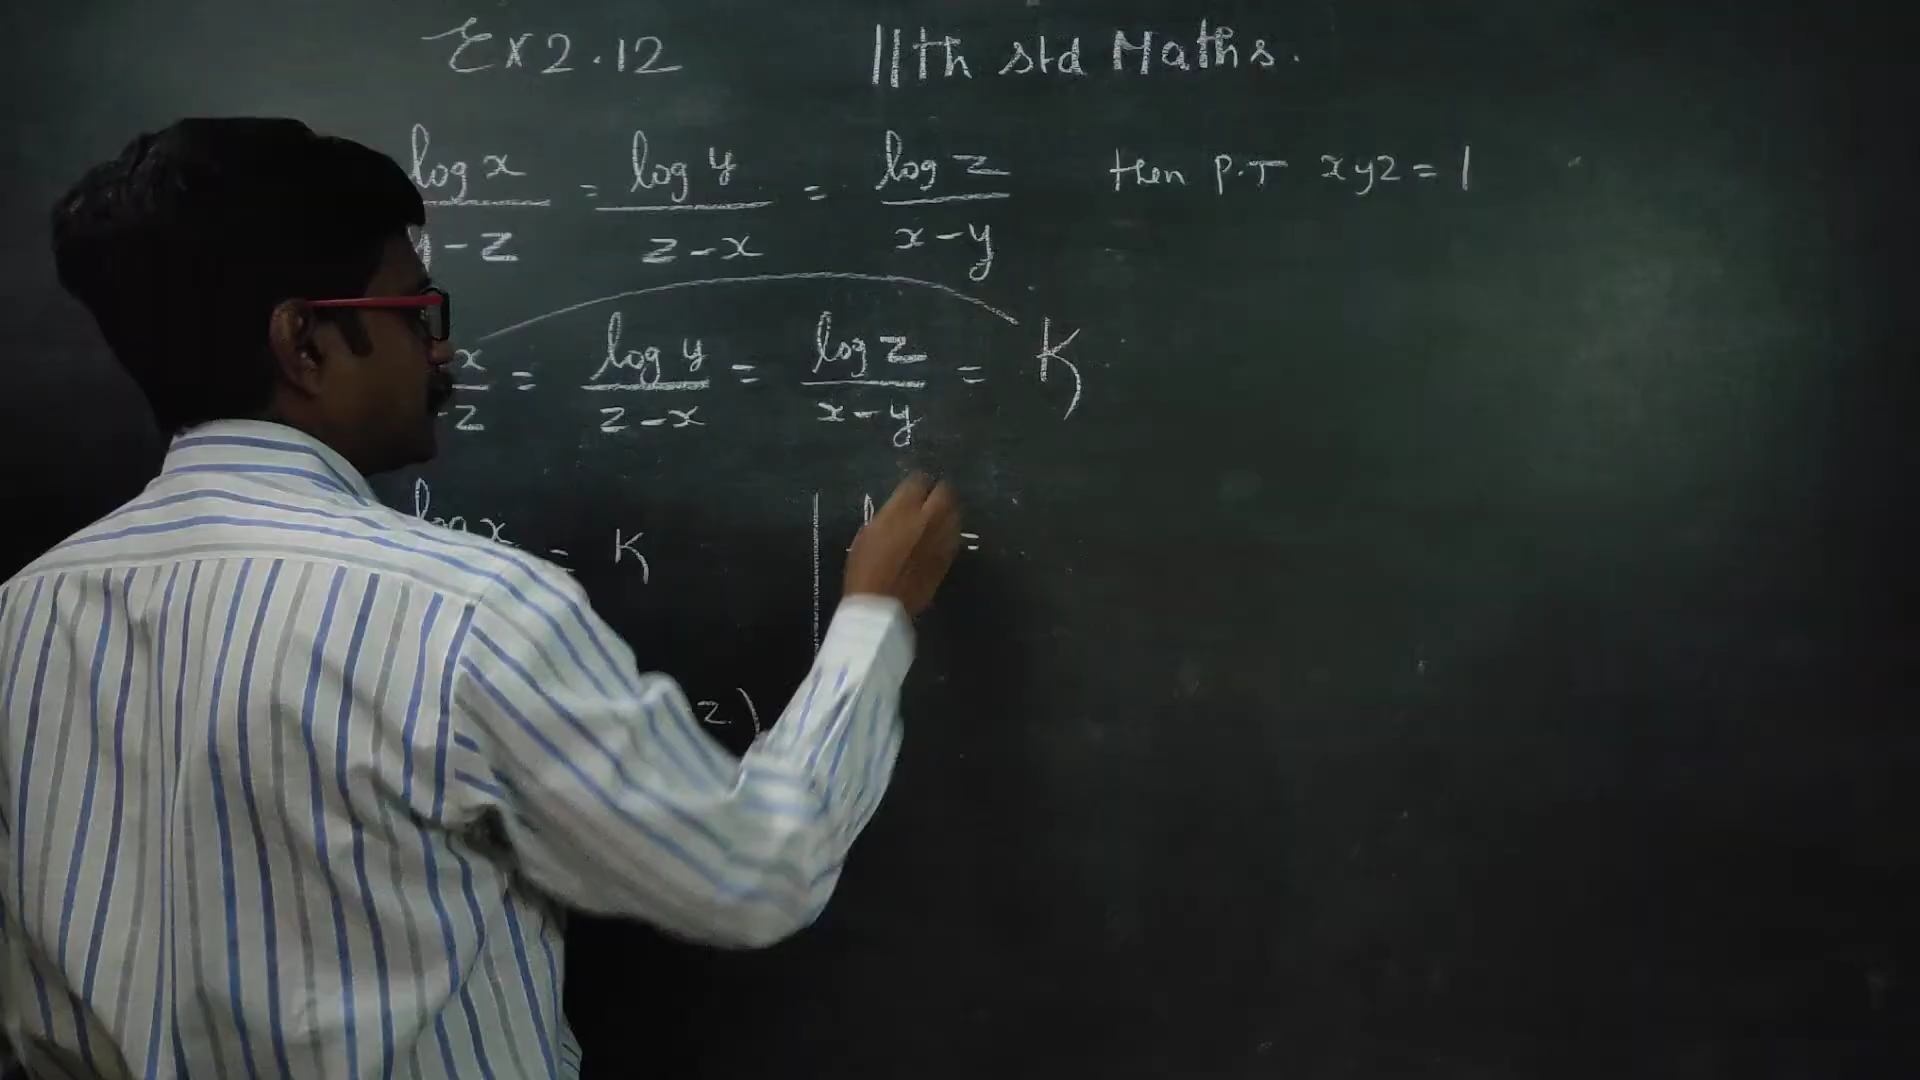 Ex 2.12 11th std Maths.
log x / y-z = log y / z-x = log z / x-y then P.T xyz = 1
x / -z = log y / z-x = log z / x-y = K
log x = K =
z)